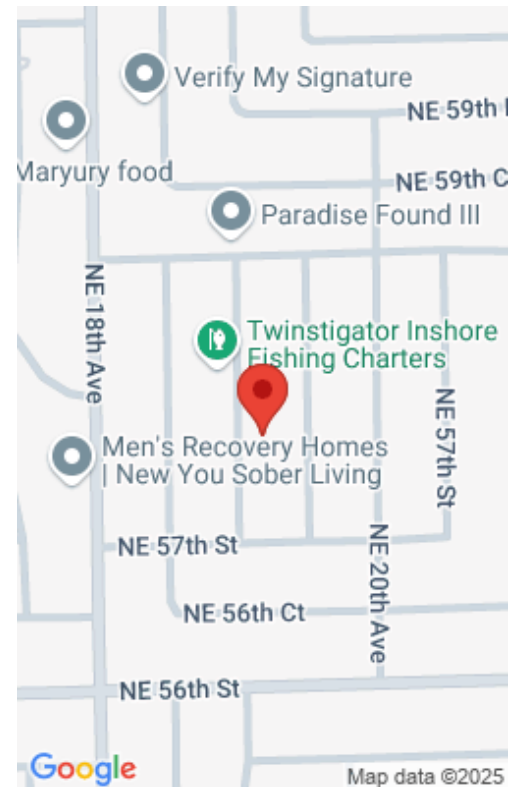 Verify My Signature
NE 59th
Maryury food
NE 59th C
Paradise Found III
NE 18th Ave
Twinstigator Inshore
Fishing Charters
NE 57th St
Men's Recovery Homes
| New You Sober Living
NE 57th St
NE 20th Ave
NE 56th Ct
NE 56th St
Google
Map data ©2025